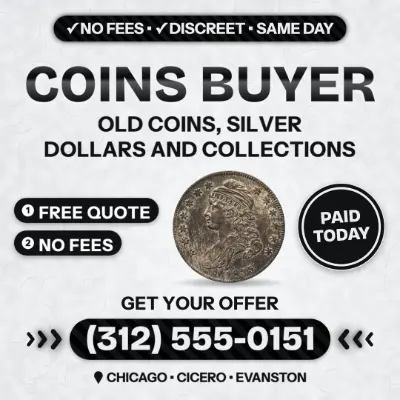 ✓NO FEES • ✓DISCREET • SAME DAY
COINS BUYER
OLD COINS, SILVER
DOLLARS AND COLLECTIONS
1 FREE QUOTE
2 NO FEES
PAID
TODAY
GET YOUR OFFER
(312) 555-0151
CHICAGO • CICERO • EVANSTON